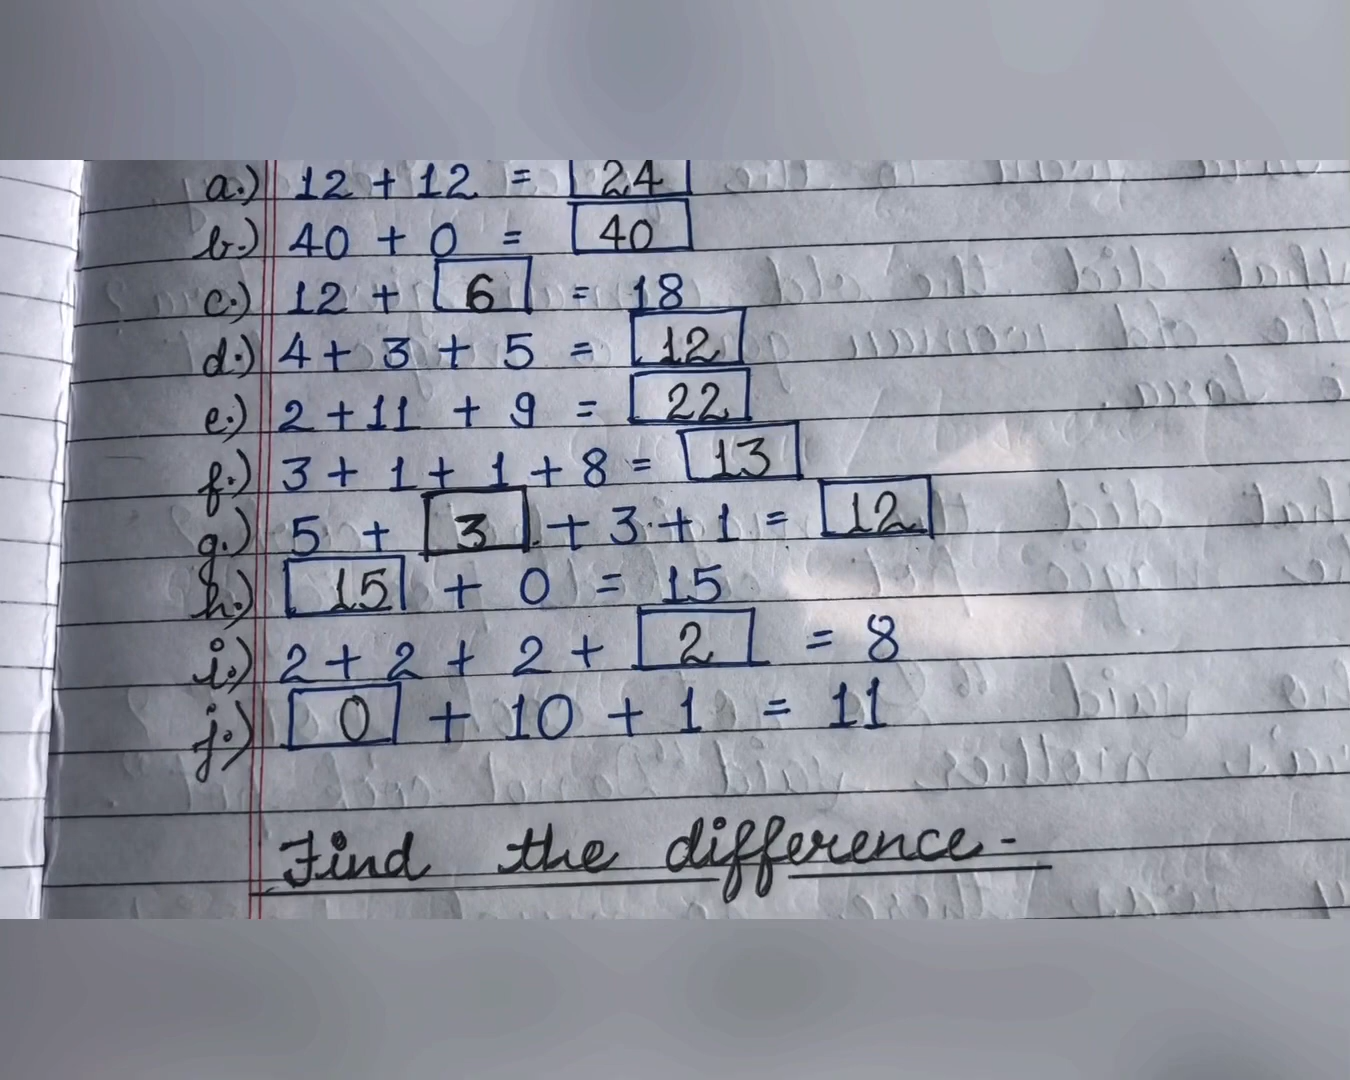 a.) 12 + 12 = 24
b.) 40 + 0 = 40
c.) 12 + 6 = 18
d.) 4 + 3 + 5 = 12
e.) 2 + 11 + 9 = 22
f.) 3 + 1 + 1 + 8 = 13
g.) 5 + 3 + 3 + 1 = 12
h.) 15 + 0 = 15
i.) 2 + 2 + 2 + 2 = 8
j.) 0 + 10 + 1 = 11
Find the difference -